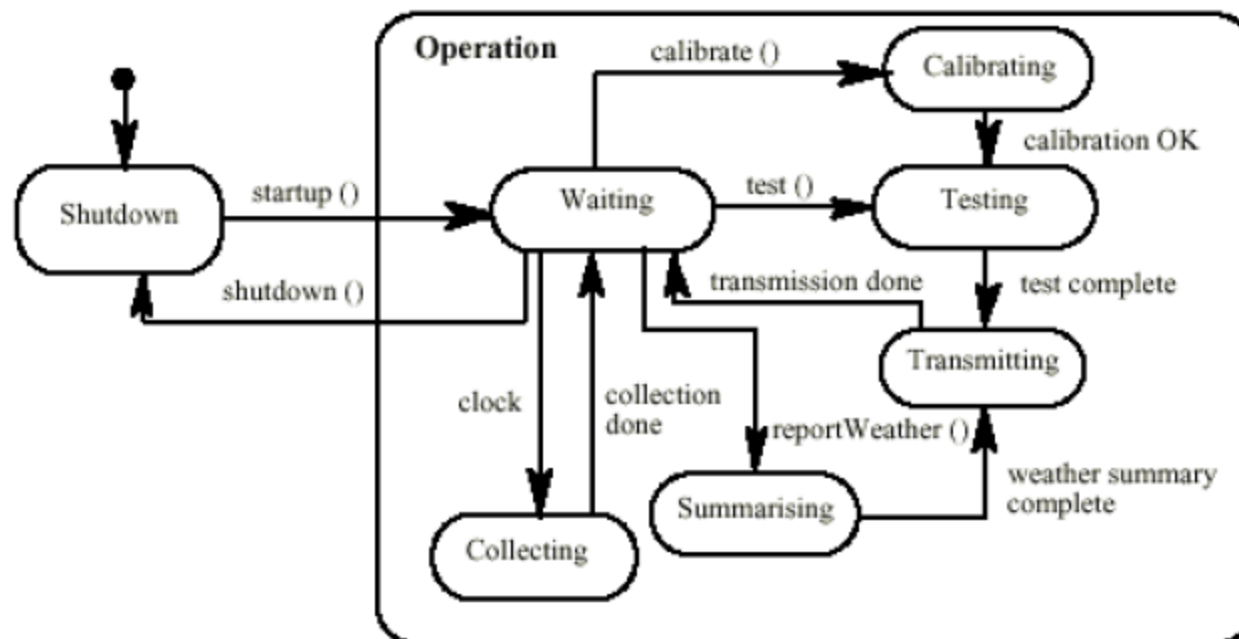 Operation
calibrate ()
Calibrating
calibration OK
Shutdown
startup ()
Waiting
test ()
Testing
shutdown ()
transmission done
test complete
Transmitting
clock
collection
done
reportWeather ()
weather summary
complete
Summarising
Collecting